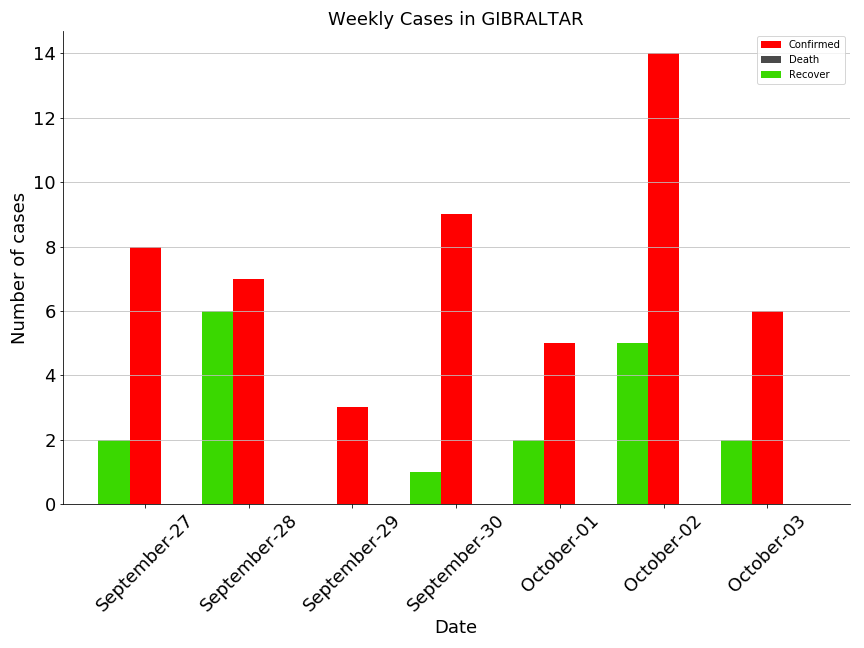 Weekly Cases in GIBRALTAR
Confirmed
Death
Recover
Number of cases
14
12
10
8
6
4
2
0
September-27
September-28
September-29
September-30
October-01
October-02
October-03
Date